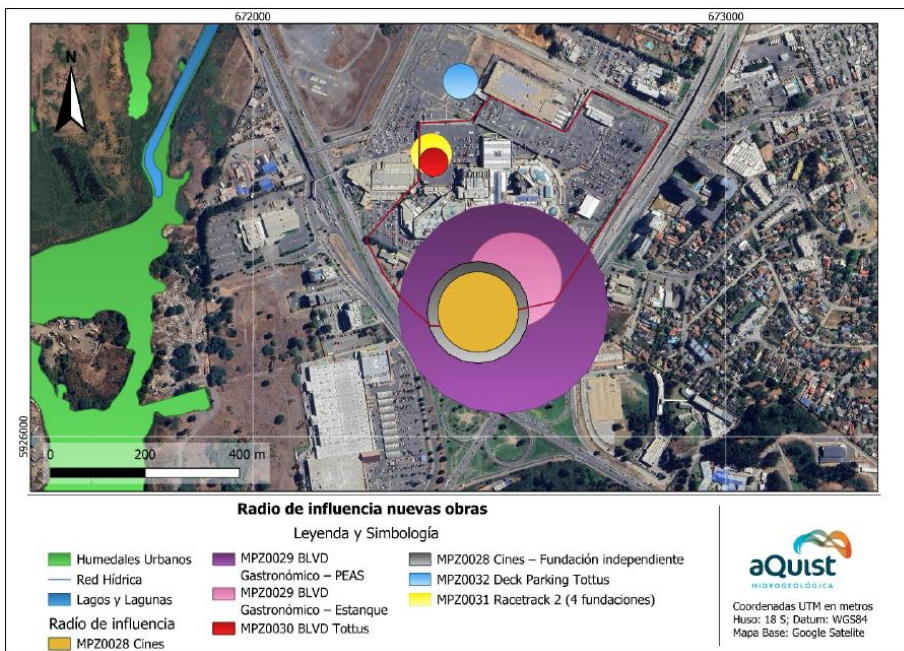 672000
673000
N
5926000
0
200
400 m
Radio de influencia nuevas obras
Leyenda y Simbología
Humedales Urbanos
Red Hídrica
Lagos y Lagunas
Radío de influencia
MPZ0028 Cines
MPZ0029 BLVD
Gastronómico – PEAS
MPZ0029 BLVD
Gastronómico – Estanque
MPZ0030 BLVD Tottus
MPZ0028 Cines – Fundación independiente
MPZ0032 Deck Parking Tottus
MPZ0031 Racetrack 2 (4 fundaciones)
aQuist
HIDROGEOLÓGICA
Coordenadas UTM en metros
Huso: 18 S; Datum: WGS84
Mapa Base: Google Satelite